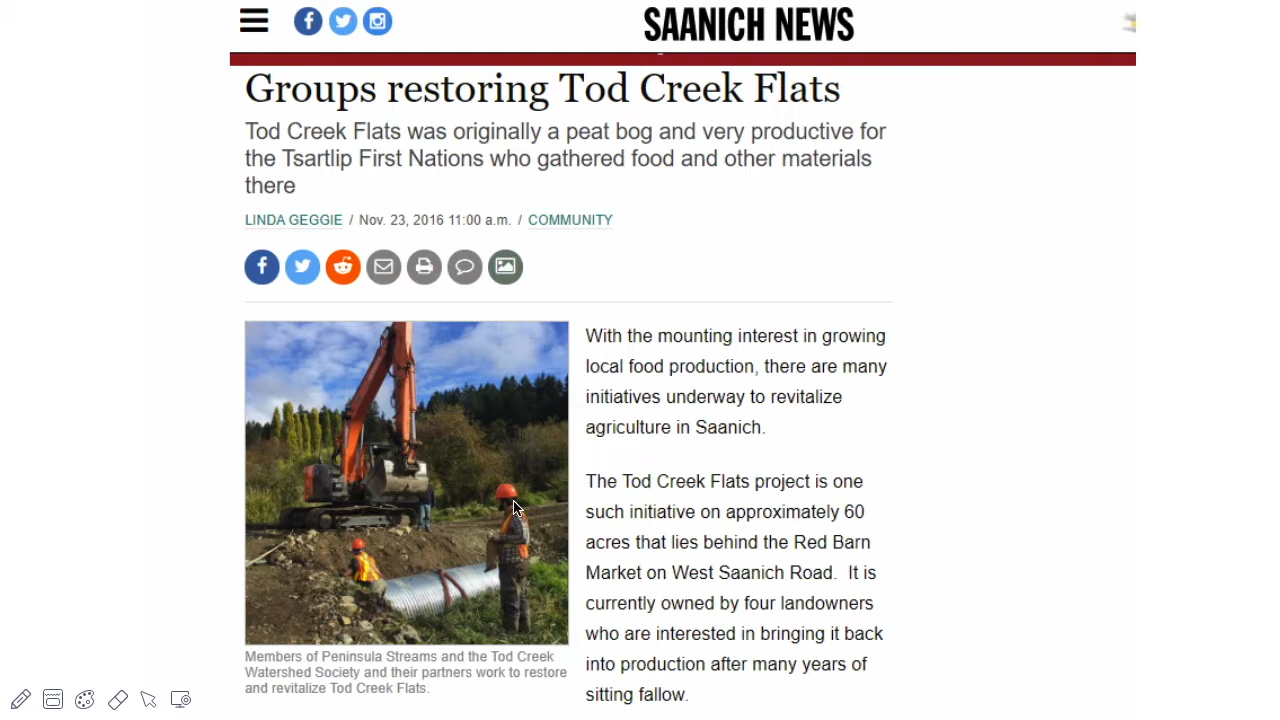 SAANICH NEWS
Groups restoring Tod Creek Flats
Tod Creek Flats was originally a peat bog and very productive for
the Tsartlip First Nations who gathered food and other materials
there
LINDA GEGGIE / Nov. 23, 2016 11:00 a.m. / COMMUNITY
With the mounting interest in growing
local food production, there are many
initiatives underway to revitalize
agriculture in Saanich.
The Tod Creek Flats project is one
such initiative on approximately 60
acres that lies behind the Red Barn
Market on West Saanich Road.  It is
currently owned by four landowners
who are interested in bringing it back
into production after many years of
sitting fallow.
Members of Peninsula Streams and the Tod Creek
Watershed Society and their partners work to restore
and revitalize Tod Creek Flats.